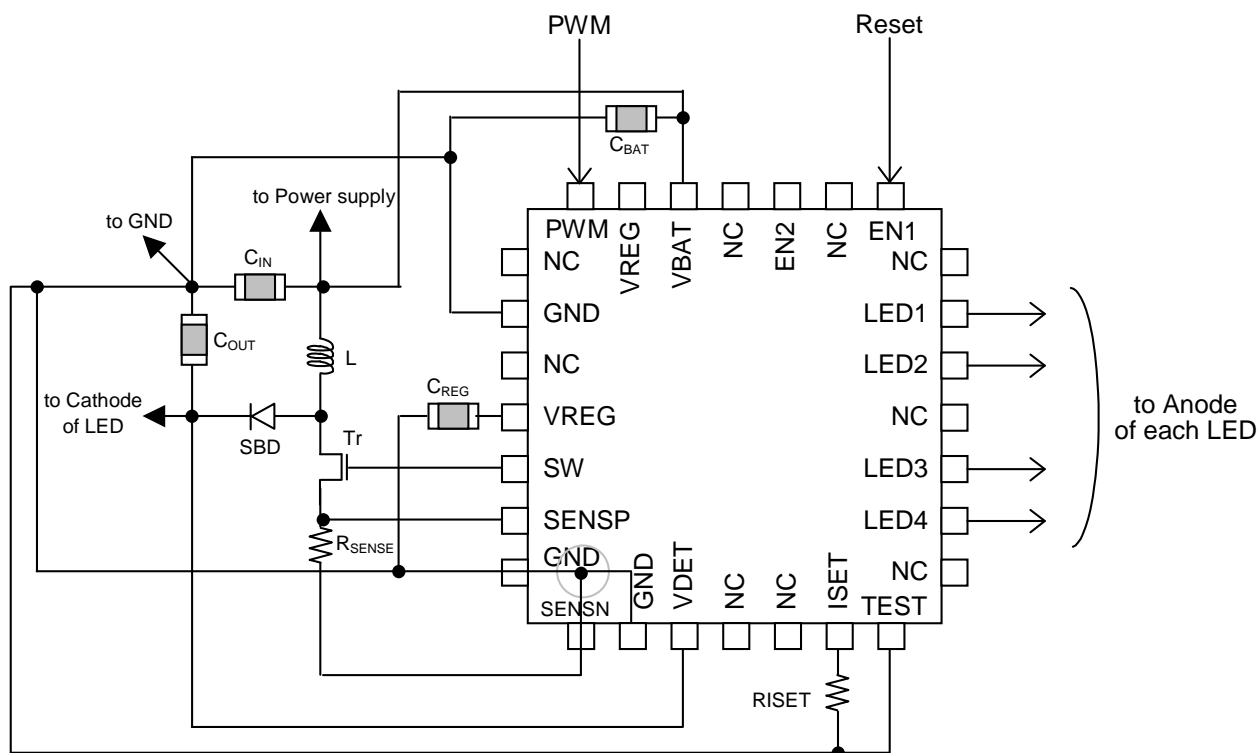 PWM
Reset
CBAT
to Power supply
to GND
CIN
COUT
L
to Cathode
of LED
SBD
Tr
CREG
RSENSE
PWM
VREG
VBAT
NC
EN2
NC
EN1
NC
GND
NC
VREG
SW
SENSP
GND
SENSN
GND
VDET
NC
NC
ISET
TEST
NC
LED1
LED2
NC
LED3
LED4
NC
to Anode
of each LED
RISET